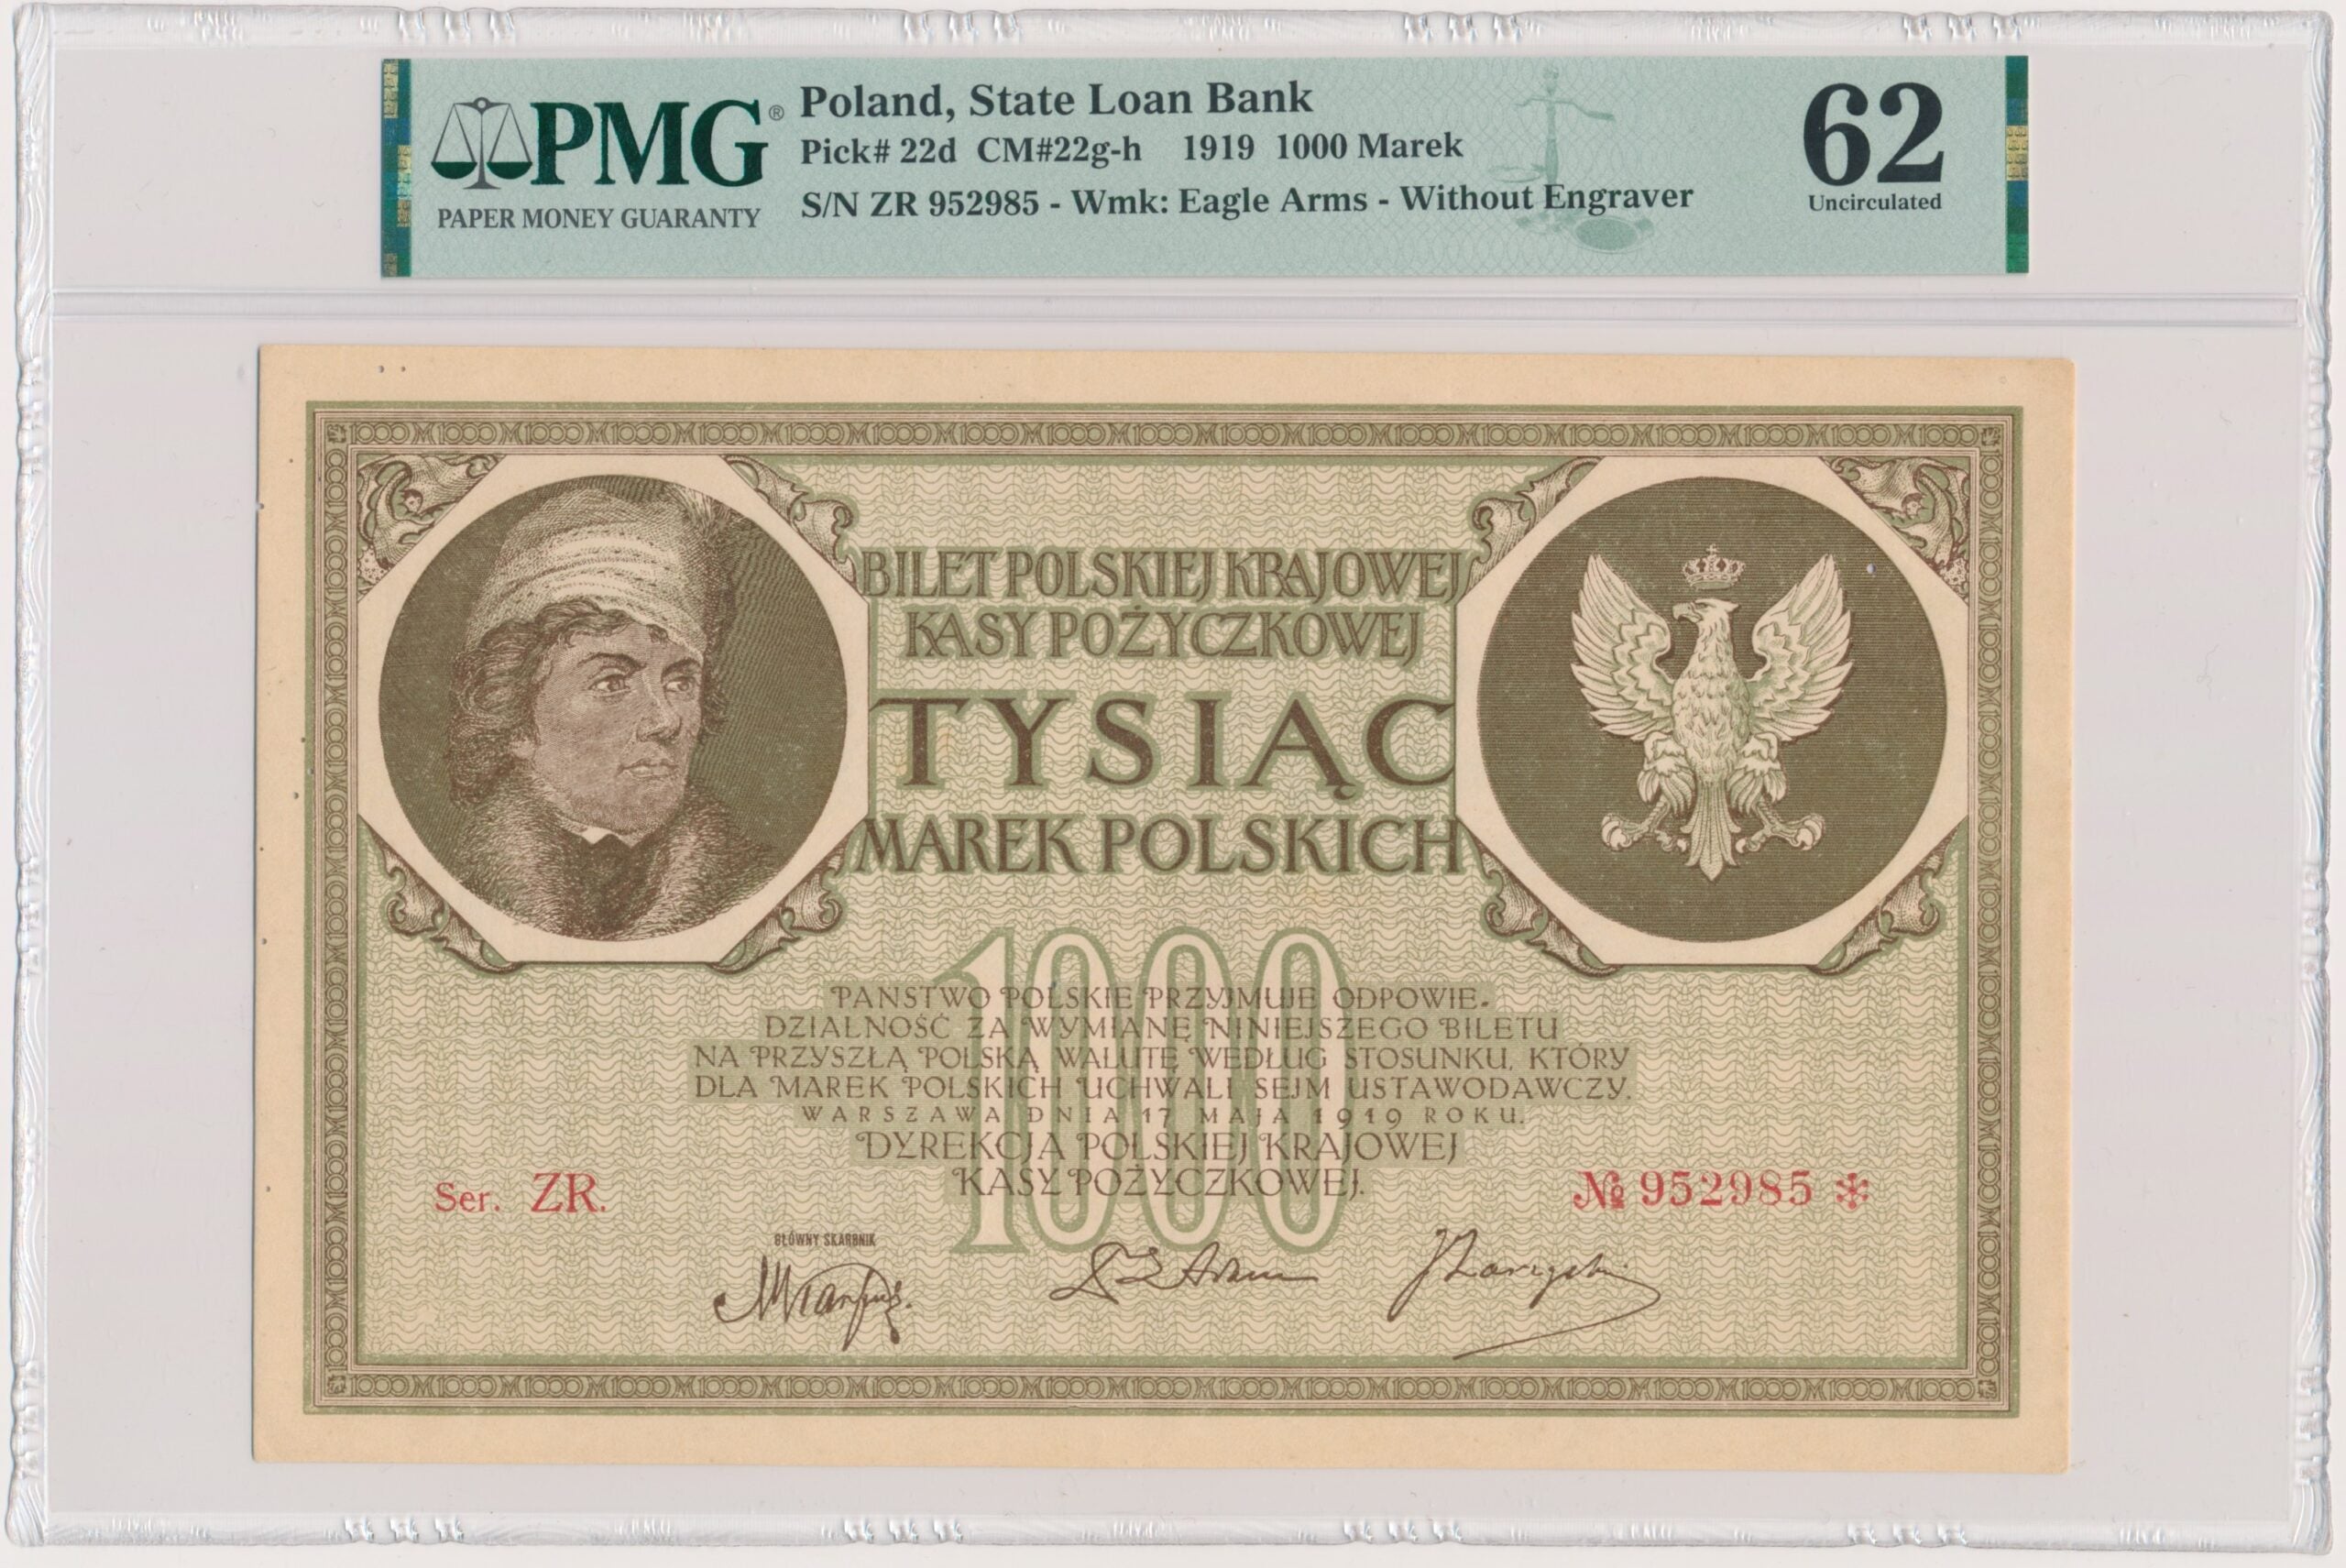 PMG®
PAPER MONEY GUARANTY
Poland, State Loan Bank
Pick# 22d CM#22g-h 1919 1000 Marek
S/N ZR 952985 - Wmk: Eagle Arms - Without Engraver
62
Uncirculated
BILET POLSKIEJ KRAJOWEJ
KASY POŻYCZKOWEJ
TYSIĄC
MAREK POLSKICH
1000
PAŃSTWO POLSKIE PRZYJMUJE ODPOWIE-
DZIALNOŚĆ ZA WYMIANĘ NINIEJSZEGO BILETU
NA PRZYSZŁĄ POLSKĄ WALUTĘ WEDŁUG STOSUNKU, KTÓRY
DLA MAREK POLSKICH UCHWALI SEJM USTAWODAWCZY.
WARSZAWA DNIA 17 MAJA 1919 ROKU.
DYREKCJA POLSKIEJ KRAJOWEJ
KASY POŻYCZKOWEJ.
Ser. ZR.
№ 952985 *
GŁÓWNY SKARBNIK